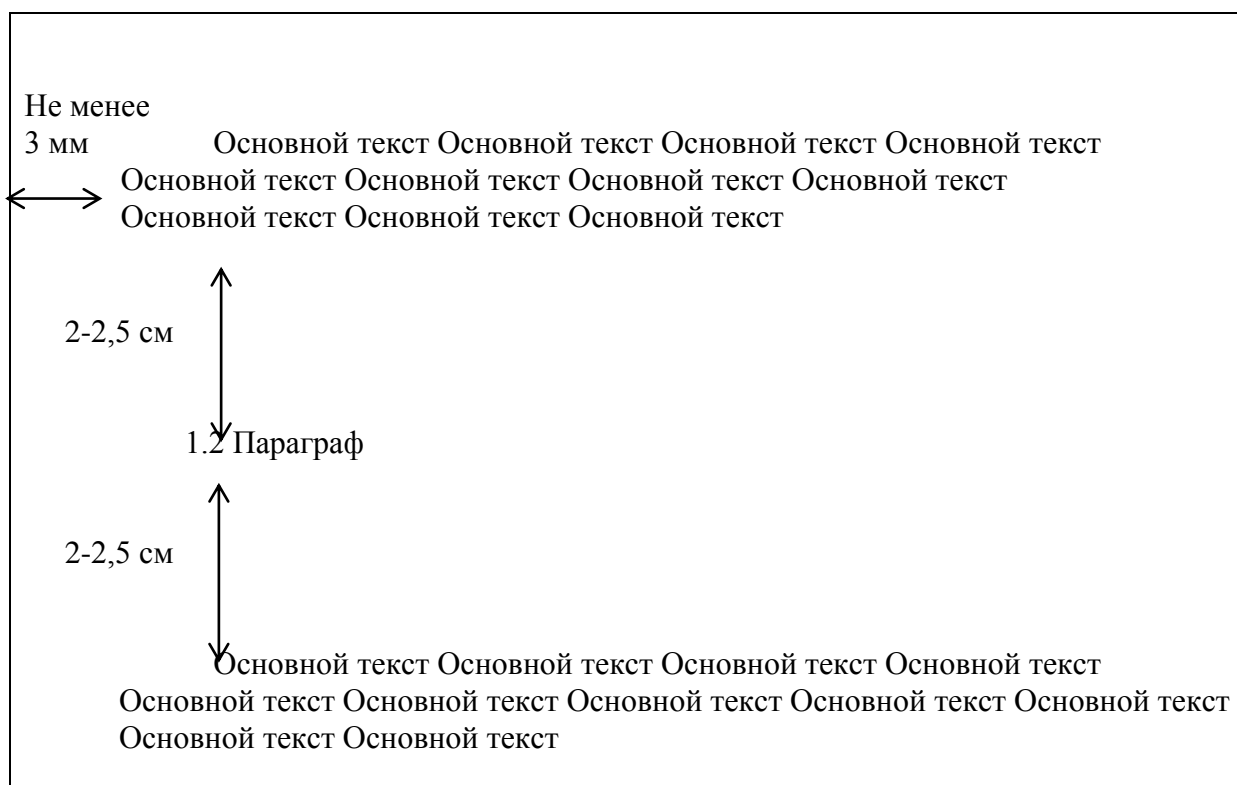 Не менее
3 мм
Основной текст Основной текст Основной текст Основной текст
Основной текст Основной текст Основной текст Основной текст
Основной текст Основной текст Основной текст
2-2,5 см
1.2 Параграф
2-2,5 см
Основной текст Основной текст Основной текст Основной текст
Основной текст Основной текст Основной текст Основной текст Основной текст
Основной текст Основной текст